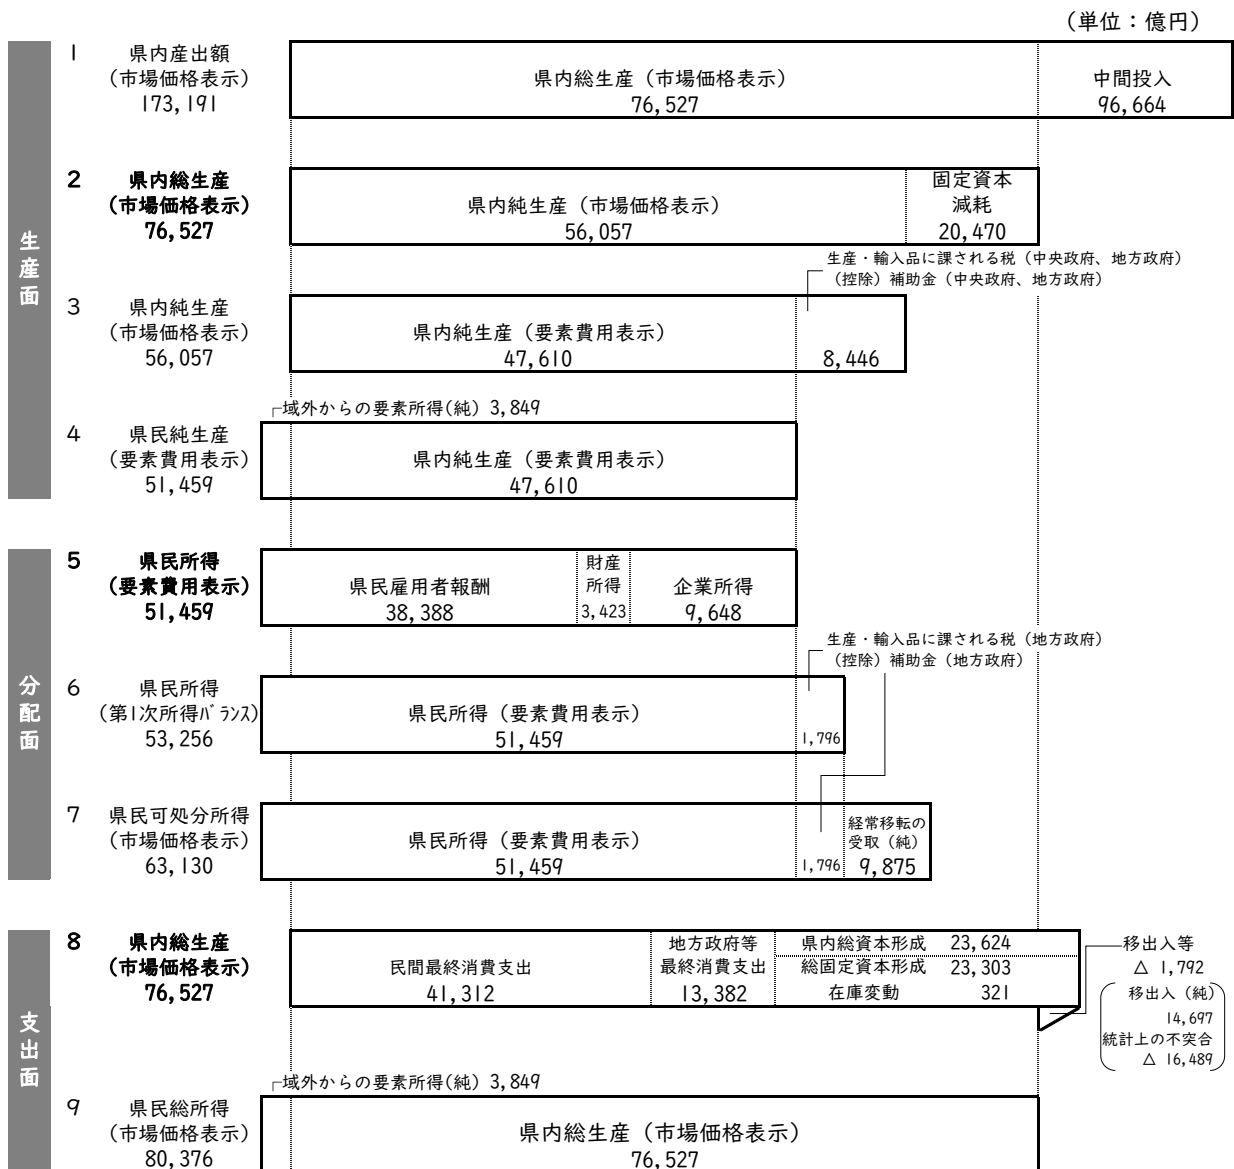 （単位：億円）
生産面
1 県内産出額
（市場価格表示）
173,191
県内総生産（市場価格表示）
76,527
中間投入
96,664
2 県内総生産
（市場価格表示）
76,527
県内純生産（市場価格表示）
56,057
固定資本
減耗
20,470
生産・輸入品に課される税（中央政府、地方政府）
（控除）補助金（中央政府、地方政府）
3 県内純生産
（市場価格表示）
56,057
県内純生産（要素費用表示）
47,610
8,446
域外からの要素所得(純) 3,849
4 県民純生産
（要素費用表示）
51,459
県内純生産（要素費用表示）
47,610
分配面
5 県民所得
（要素費用表示）
51,459
県民雇用者報酬
38,388
財産
所得
3,423
企業所得
9,648
生産・輸入品に課される税（地方政府）
（控除）補助金（地方政府）
6 県民所得
（第1次所得ﾊﾞﾗﾝｽ）
53,256
県民所得（要素費用表示）
51,459
1,796
7 県民可処分所得
（市場価格表示）
63,130
県民所得（要素費用表示）
51,459
1,796
経常移転の
受取（純）
9,875
支出面
8 県内総生産
（市場価格表示）
76,527
民間最終消費支出
41,312
地方政府等
最終消費支出
13,382
県内総資本形成 23,624
総固定資本形成 23,303
在庫変動 321
移出入等
△ 1,792
移出入（純）
14,697
統計上の不突合
△ 16,489
域外からの要素所得(純) 3,849
9 県民総所得
（市場価格表示）
80,376
県内総生産（市場価格表示）
76,527